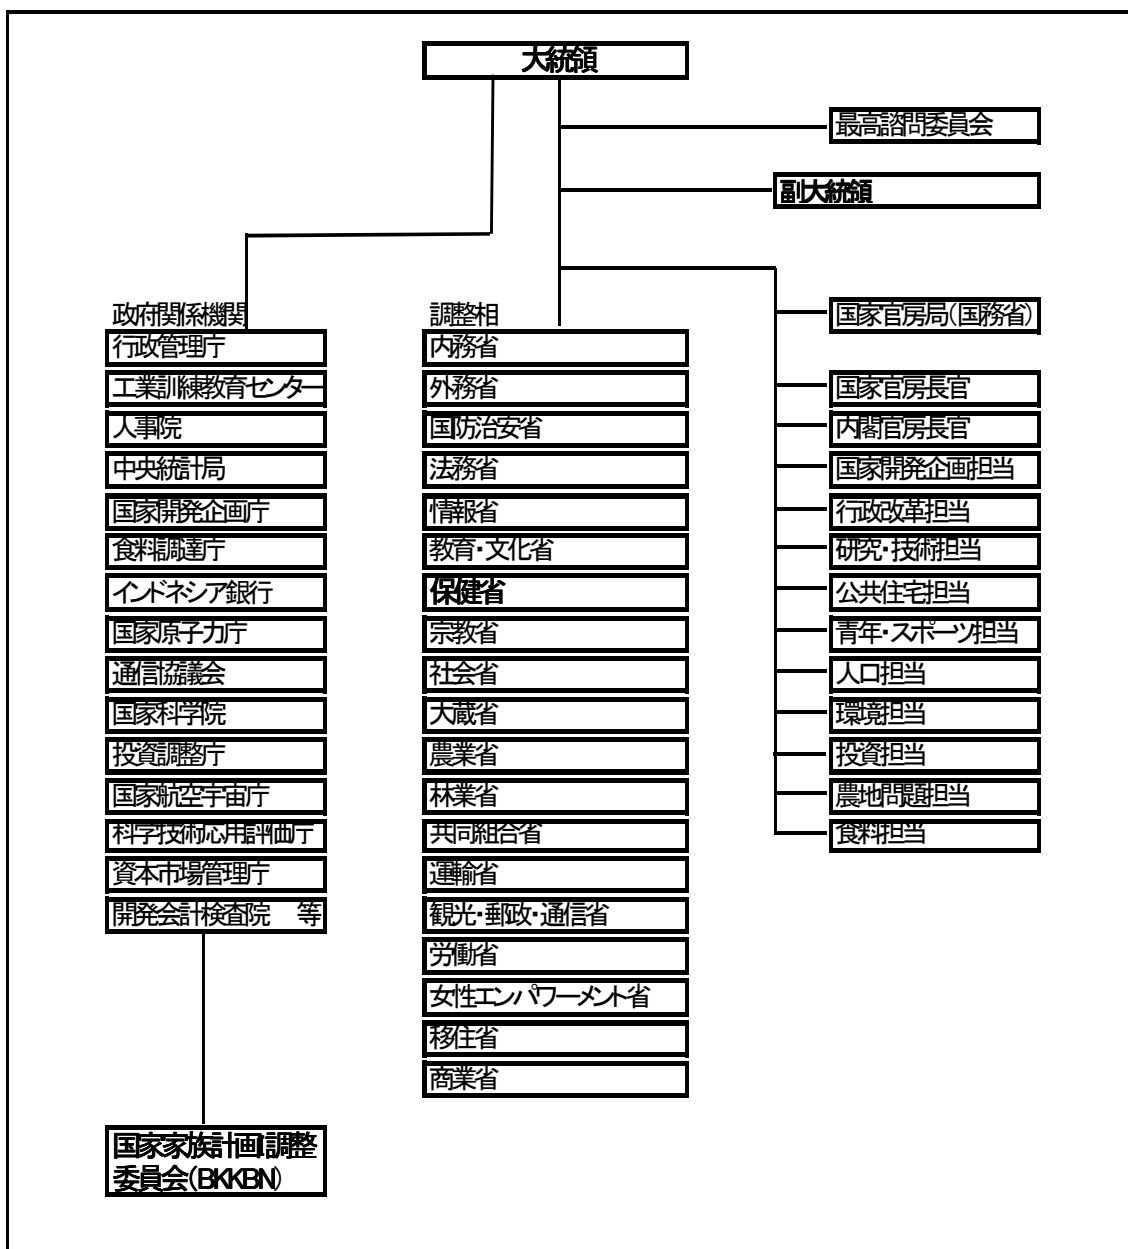 大統領
最高諮問委員会
副大統領
政府関係機関
行政管理庁
工業訓練教育センター
人事院
中央統計局
国家開発企画庁
食料調達庁
インドネシア銀行
国家原子力庁
通信協議会
国家科学院
投資調整庁
国家航空宇宙庁
科学技術応用評価庁
資本市場管理庁
開発会計検査院 等
国家家族計画調整
委員会(BKKBN)
調整相
内務省
外務省
国防治安省
法務省
情報省
教育・文化省
保健省
宗教省
社会省
大蔵省
農業省
林業省
共同組合省
運輸省
観光・郵政・通信省
労働省
女性エンパワーメント省
移住省
商業省
国家官房局(国務省)
国家官房長官
内閣官房長官
国家開発企画担当
行政改革担当
研究・技術担当
公共住宅担当
青年・スポーツ担当
人口担当
環境担当
投資担当
農地問題担当
食料担当